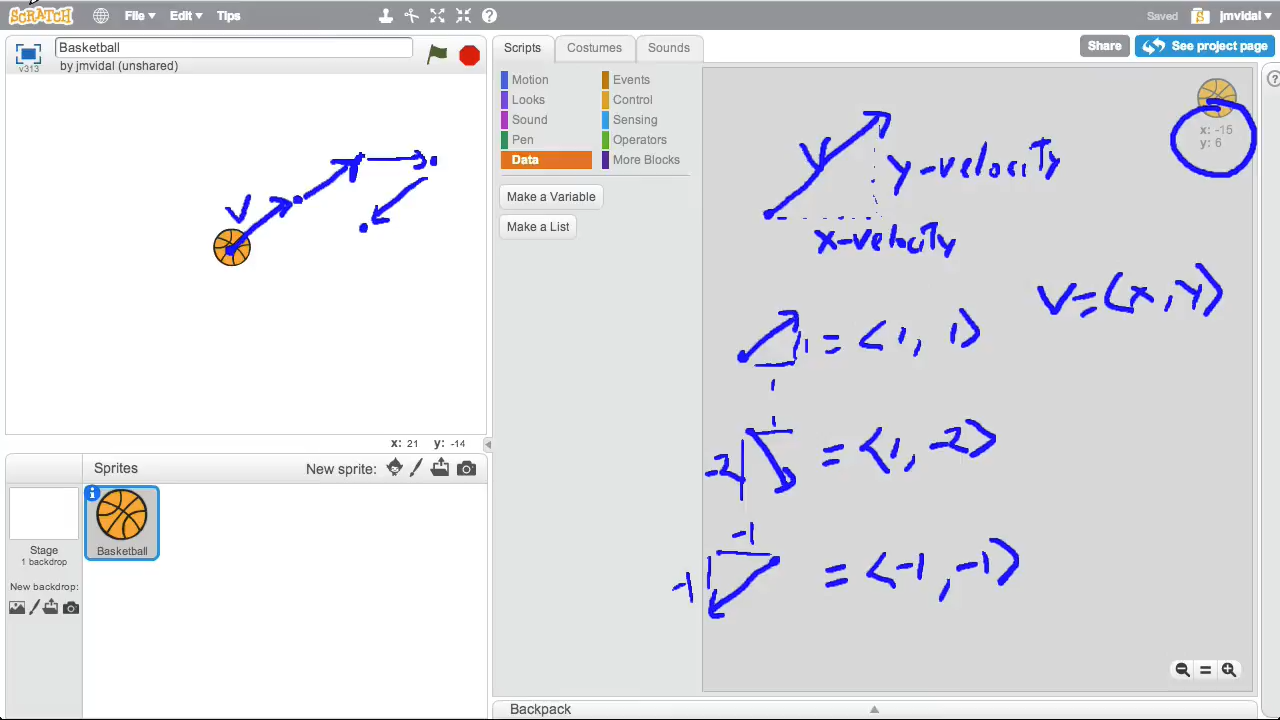 SCRATCH File Edit Tips Saved jmvidal
Basketball
by jmvidal (unshared)
v313
Scripts Costumes Sounds
Share See project page
Motion Events
Looks Control
Sound Sensing
Pen Operators
Data More Blocks
Make a Variable
Make a List
x: -15
y: 6
V
V
y-velocity
x-velocity
V=(x,y)
1
1
= <1, 1>
1
-2
= <1, -2>
-1
-1
= <-1, -1>
x: 21 y: -14
Sprites New sprite:
Stage
1 backdrop
New backdrop:
Basketball
Backpack